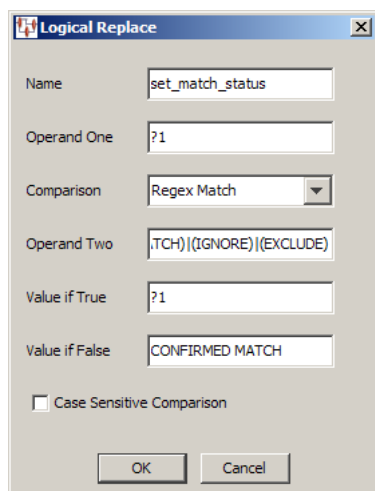 Logical Replace
Name set_match_status
Operand One ?1
Comparison Regex Match
Operand Two TCH)|(IGNORE)|(EXCLUDE)
Value if True ?1
Value if False CONFIRMED MATCH
Case Sensitive Comparison
OK Cancel